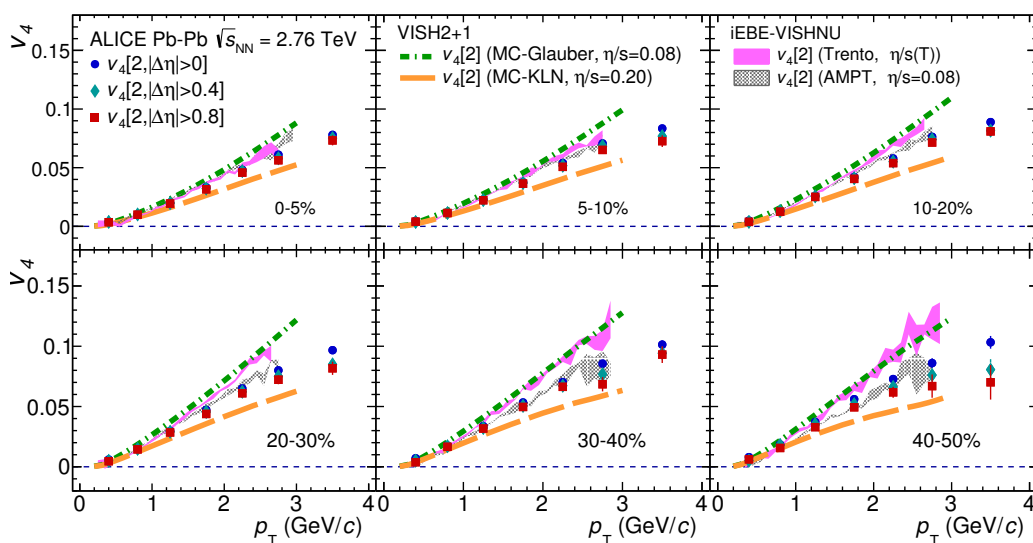 v4
0.15
0.1
0.05
0
ALICE Pb-Pb √sNN = 2.76 TeV
v4[2,|Δη|>0]
v4[2,|Δη|>0.4]
v4[2,|Δη|>0.8]
0-5%
VISH2+1
v4[2] (MC-Glauber, η/s=0.08)
v4[2] (MC-KLN, η/s=0.20)
5-10%
iEBE-VISHNU
v4[2] (Trento, η/s(T))
v4[2] (AMPT, η/s=0.08)
10-20%
v4
0.15
0.1
0.05
0
20-30%
30-40%
40-50%
0 1 2 3 4 0 1 2 3 4 0 1 2 3 4
pT (GeV/c) pT (GeV/c) pT (GeV/c)